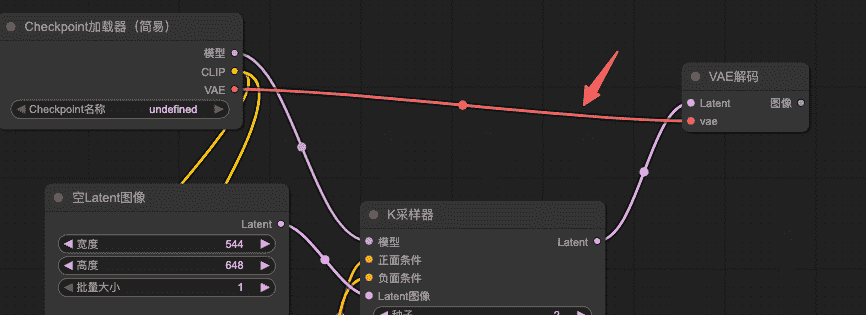 Checkpoint加载器（简易）
模型
CLIP
VAE
Checkpoint名称 undefined
VAE解码
Latent 图像
vae
空Latent图像
Latent
宽度 544
高度 648
批量大小 1
K采样器
模型 Latent
正面条件
负面条件
Latent图像